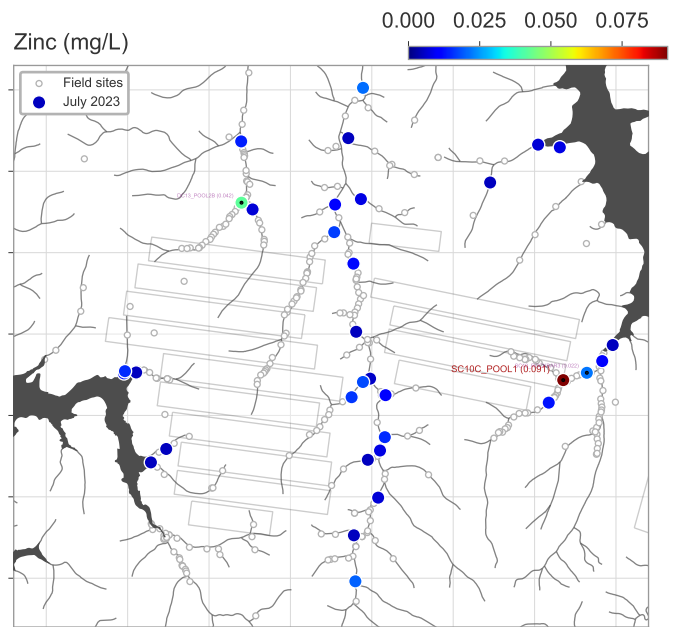 Zinc (mg/L)
0.000 0.025 0.050 0.075
Field sites
July 2023
SC10C_POOL1 (0.091)